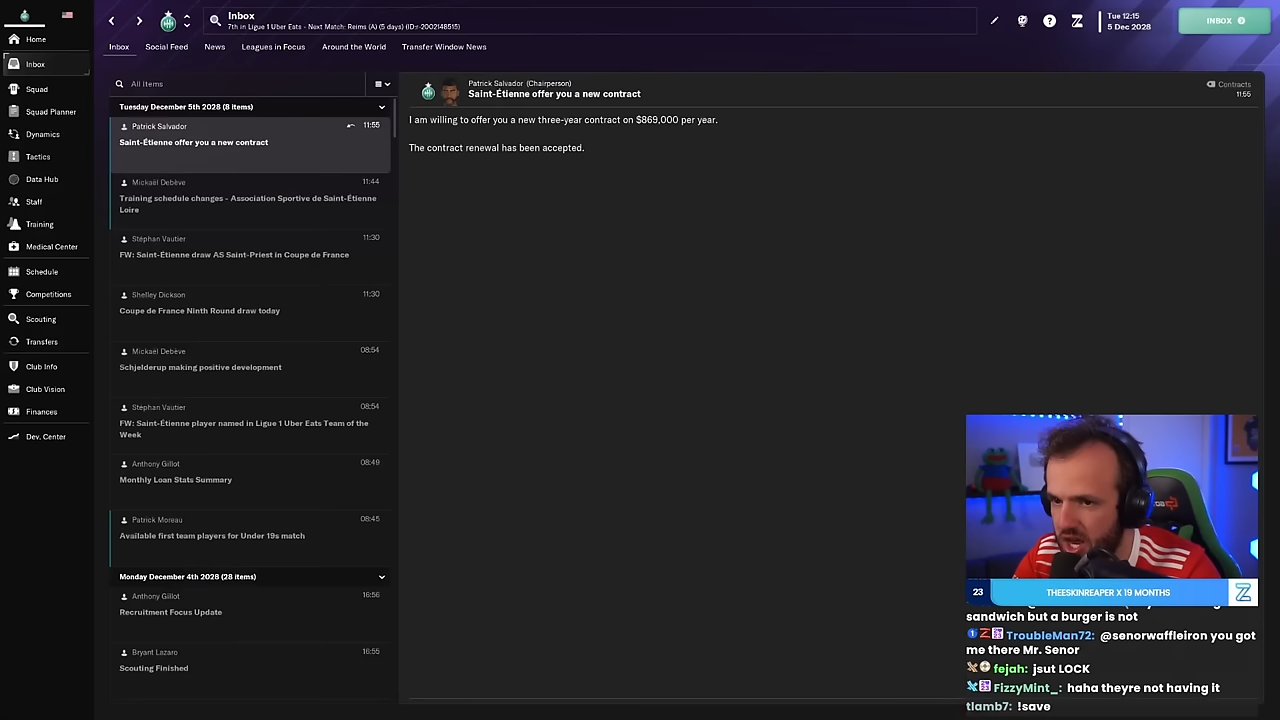 Inbox
7th in Ligue 1 Uber Eats - Next Match: Reims (A) (5 days) (ID:-2002148515)
Tue 12:15
5 Dec 2028
INBOX
Inbox
Social Feed
News
Leagues in Focus
Around the World
Transfer Window News
Home
Inbox
Squad
Squad Planner
Dynamics
Tactics
Data Hub
Staff
Training
Medical Center
Schedule
Competitions
Scouting
Transfers
Club Info
Club Vision
Finances
Dev. Center
All Items
Tuesday December 5th 2028 (8 items)
Patrick Salvador
11:55
Saint-Étienne offer you a new contract
Mickaël Debève
11:44
Training schedule changes - Association Sportive de Saint-Étienne
Loire
Stéphan Vautier
11:30
FW: Saint-Étienne draw AS Saint-Priest in Coupe de France
Shelley Dickson
11:30
Coupe de France Ninth Round draw today
Mickaël Debève
08:54
Schjelderup making positive development
Stéphan Vautier
08:54
FW: Saint-Étienne player named in Ligue 1 Uber Eats Team of the
Week
Anthony Gillot
08:49
Monthly Loan Stats Summary
Patrick Moreau
08:45
Available first team players for Under 19s match
Monday December 4th 2028 (28 items)
Anthony Gillot
16:56
Recruitment Focus Update
Bryant Lazaro
16:55
Scouting Finished
Patrick Salvador (Chairperson)
Saint-Étienne offer you a new contract
Contracts
11:55
I am willing to offer you a new three-year contract on $869,000 per year.
The contract renewal has been accepted.
23
THEESKINREAPER X 19 MONTHS
sandwich but a burger is not
TroubleMan72: @senorwaffleiron you got
me there Mr. Senor
fejah: jsut LOCK
FizzyMint_: haha theyre not having it
tlamb7: !save